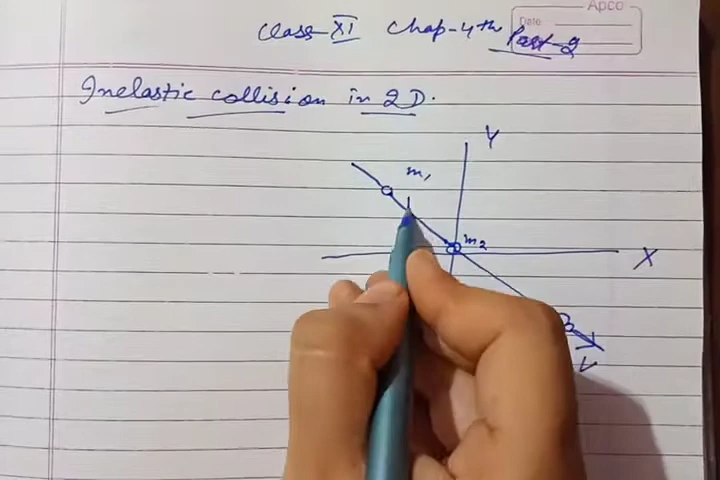 Apco
Date
Class-XI Chap-4th Part-2
Inelastic collision in 2D.
Y
m1
m2
X
V